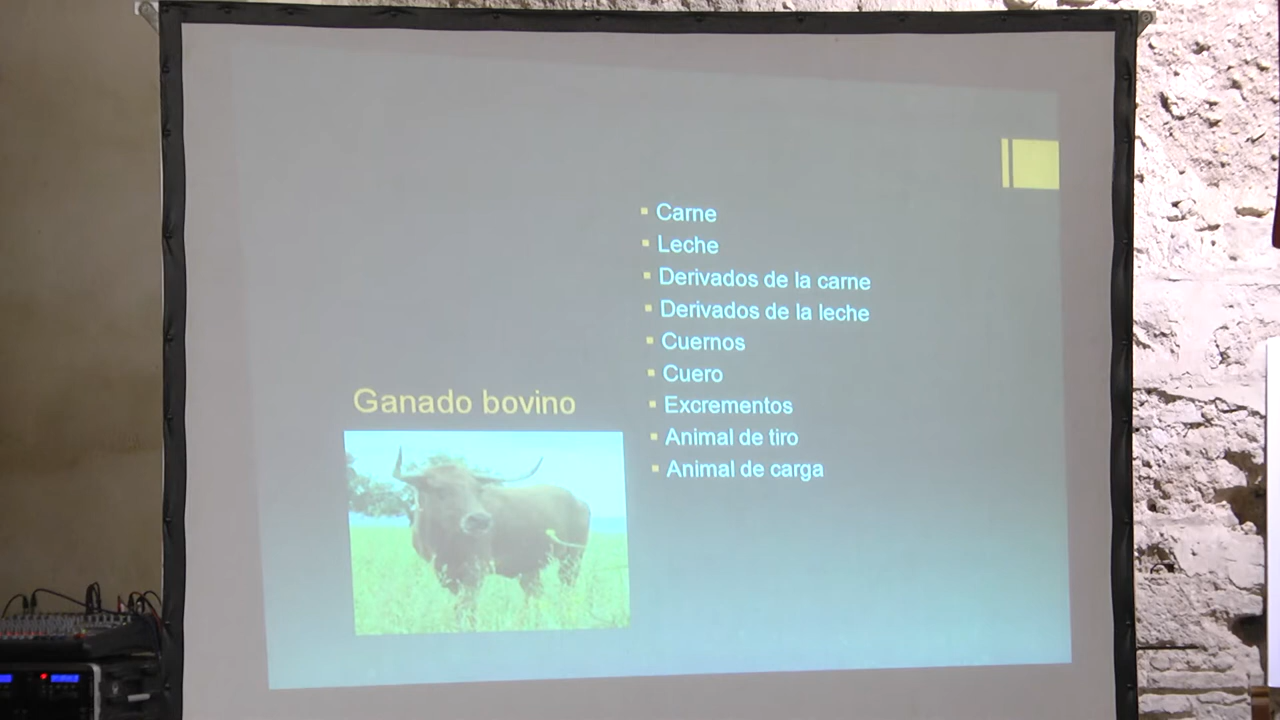 Ganado bovino
Carne
Leche
Derivados de la carne
Derivados de la leche
Cuernos
Cuero
Excrementos
Animal de tiro
Animal de carga